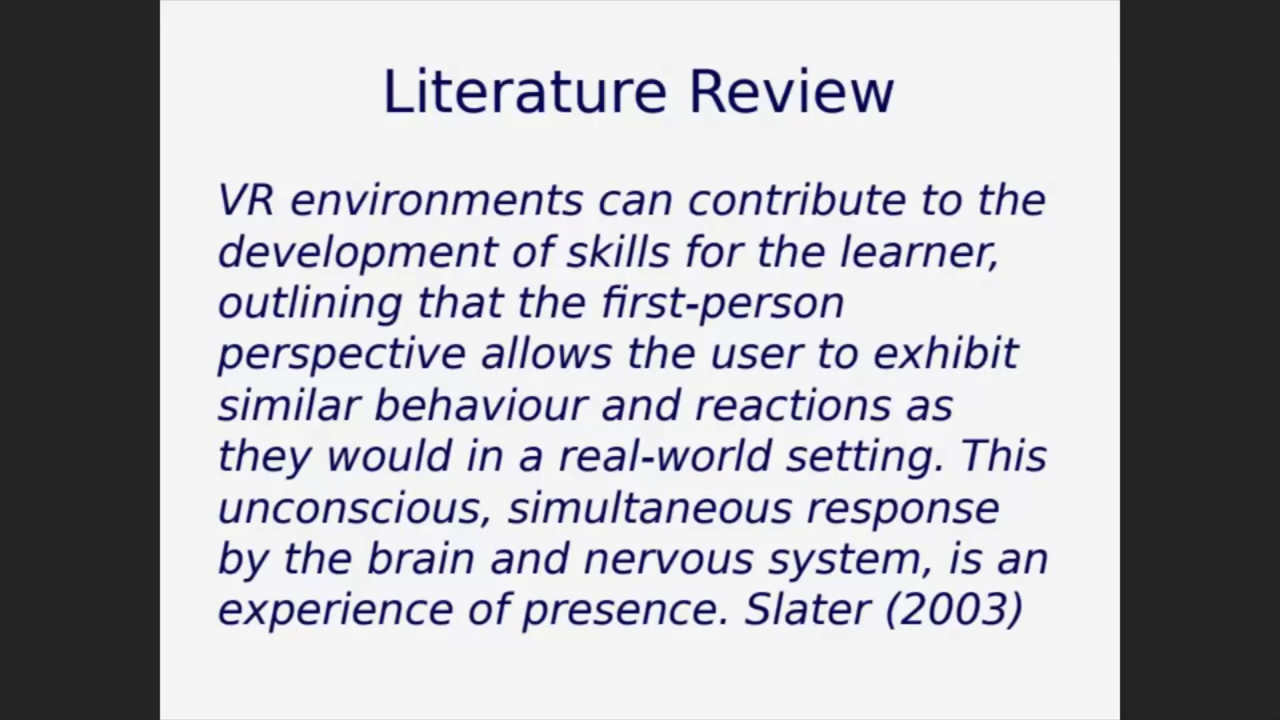 Literature Review
VR environments can contribute to the
development of skills for the learner,
outlining that the first-person
perspective allows the user to exhibit
similar behaviour and reactions as
they would in a real-world setting. This
unconscious, simultaneous response
by the brain and nervous system, is an
experience of presence. Slater (2003)